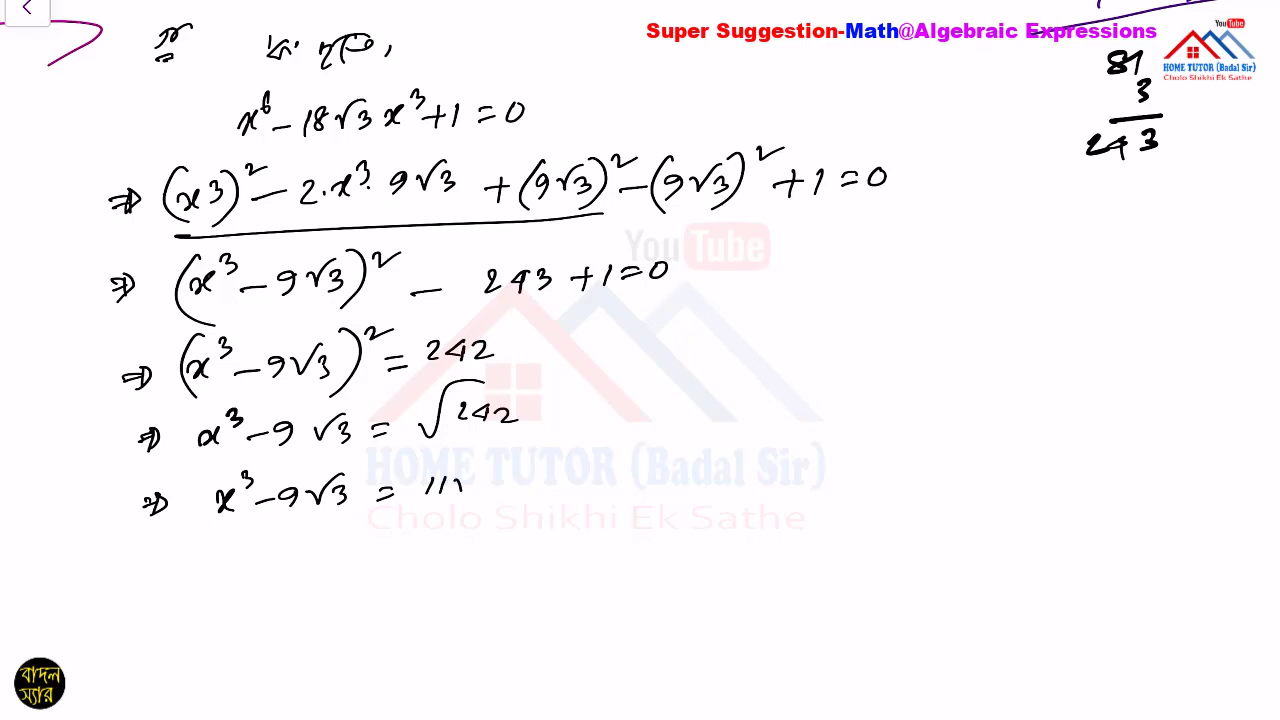 Super Suggestion-Math@Algebraic Expressions
YouTube
HOME TUTOR (Badal Sir)
Cholo Shikhi Ek Sathe
81
3
243
x⁶ - 18√3 x³ + 1 = 0
⇒ (x3)² - 2·x³· 9√3 + (9√3)² - (9√3)² + 1 = 0
⇒ (x³ - 9√3)² - 243 + 1 = 0
⇒ (x³ - 9√3)² = 242
⇒ x³ - 9√3 = √242
⇒ x³ - 9√3 = 11
YouTube
HOME TUTOR (Badal Sir)
Cholo Shikhi Ek Sathe
বাদল
স্যার